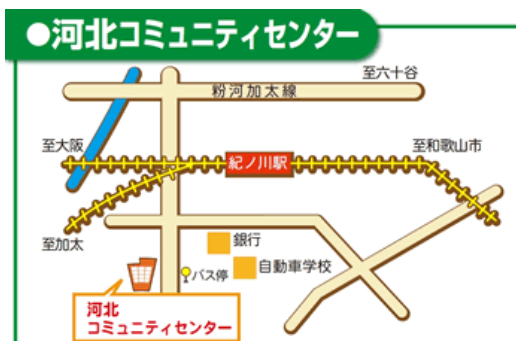 ●河北コミュニティセンター
至六十谷
粉河加太線
至大阪
紀ノ川駅
至和歌山市
至加太
銀行
自動車学校
バス停
河北
コミュニティセンター